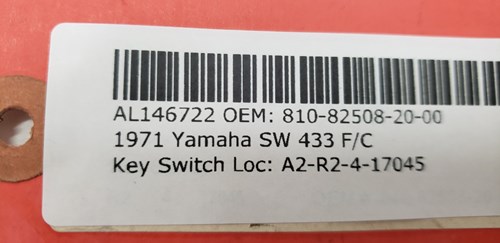 AL146722 OEM: 810-82508-20-00
1971 Yamaha SW 433 F/C
Key Switch Loc: A2-R2-4-17045